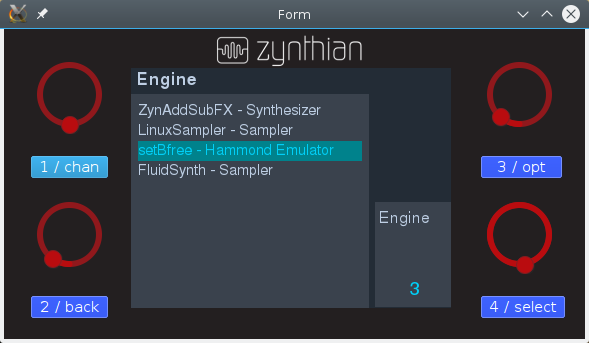 Form
zynthian
Engine
ZynAddSubFX - Synthesizer
LinuxSampler - Sampler
setBfree - Hammond Emulator
FluidSynth - Sampler
1 / chan
3 / opt
Engine
3
2 / back
4 / select